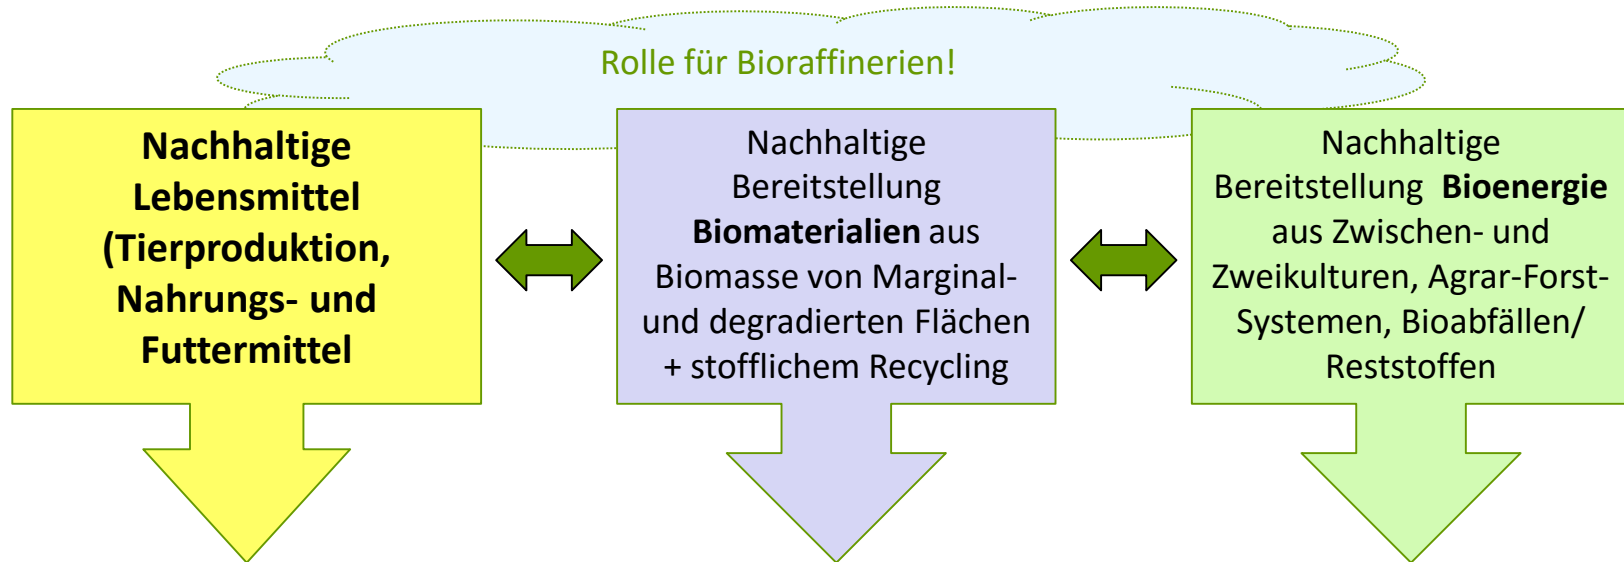 Rolle für Bioraffinerien!
Nachhaltige
Lebensmittel
(Tierproduktion,
Nahrungs- und
Futtermittel
Nachhaltige
Bereitstellung
Biomaterialien aus
Biomasse von Marginal-
und degradierten Flächen
+ stofflichem Recycling
Nachhaltige
Bereitstellung Bioenergie
aus Zwischen- und
Zweikulturen, Agrar-Forst-
Systemen, Bioabfällen/
Reststoffen